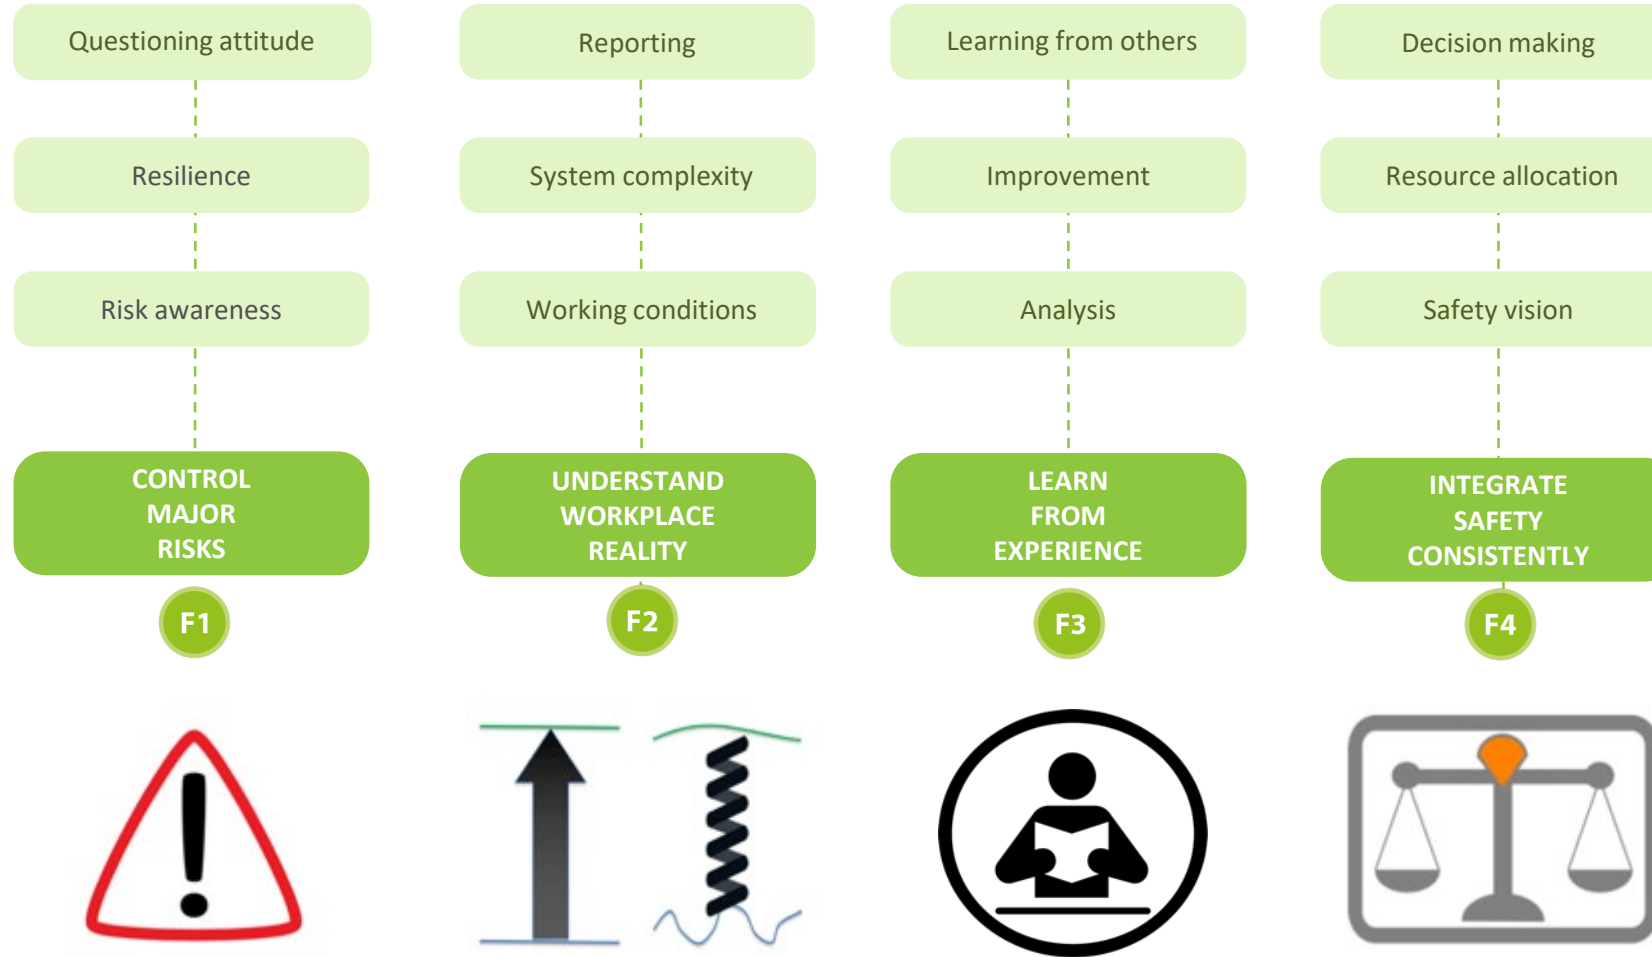 Questioning attitude
Reporting
Learning from others
Decision making
Resilience
System complexity
Improvement
Resource allocation
Risk awareness
Working conditions
Analysis
Safety vision
CONTROL
MAJOR
RISKS
UNDERSTAND
WORKPLACE
REALITY
LEARN
FROM
EXPERIENCE
INTEGRATE
SAFETY
CONSISTENTLY
F1
F2
F3
F4